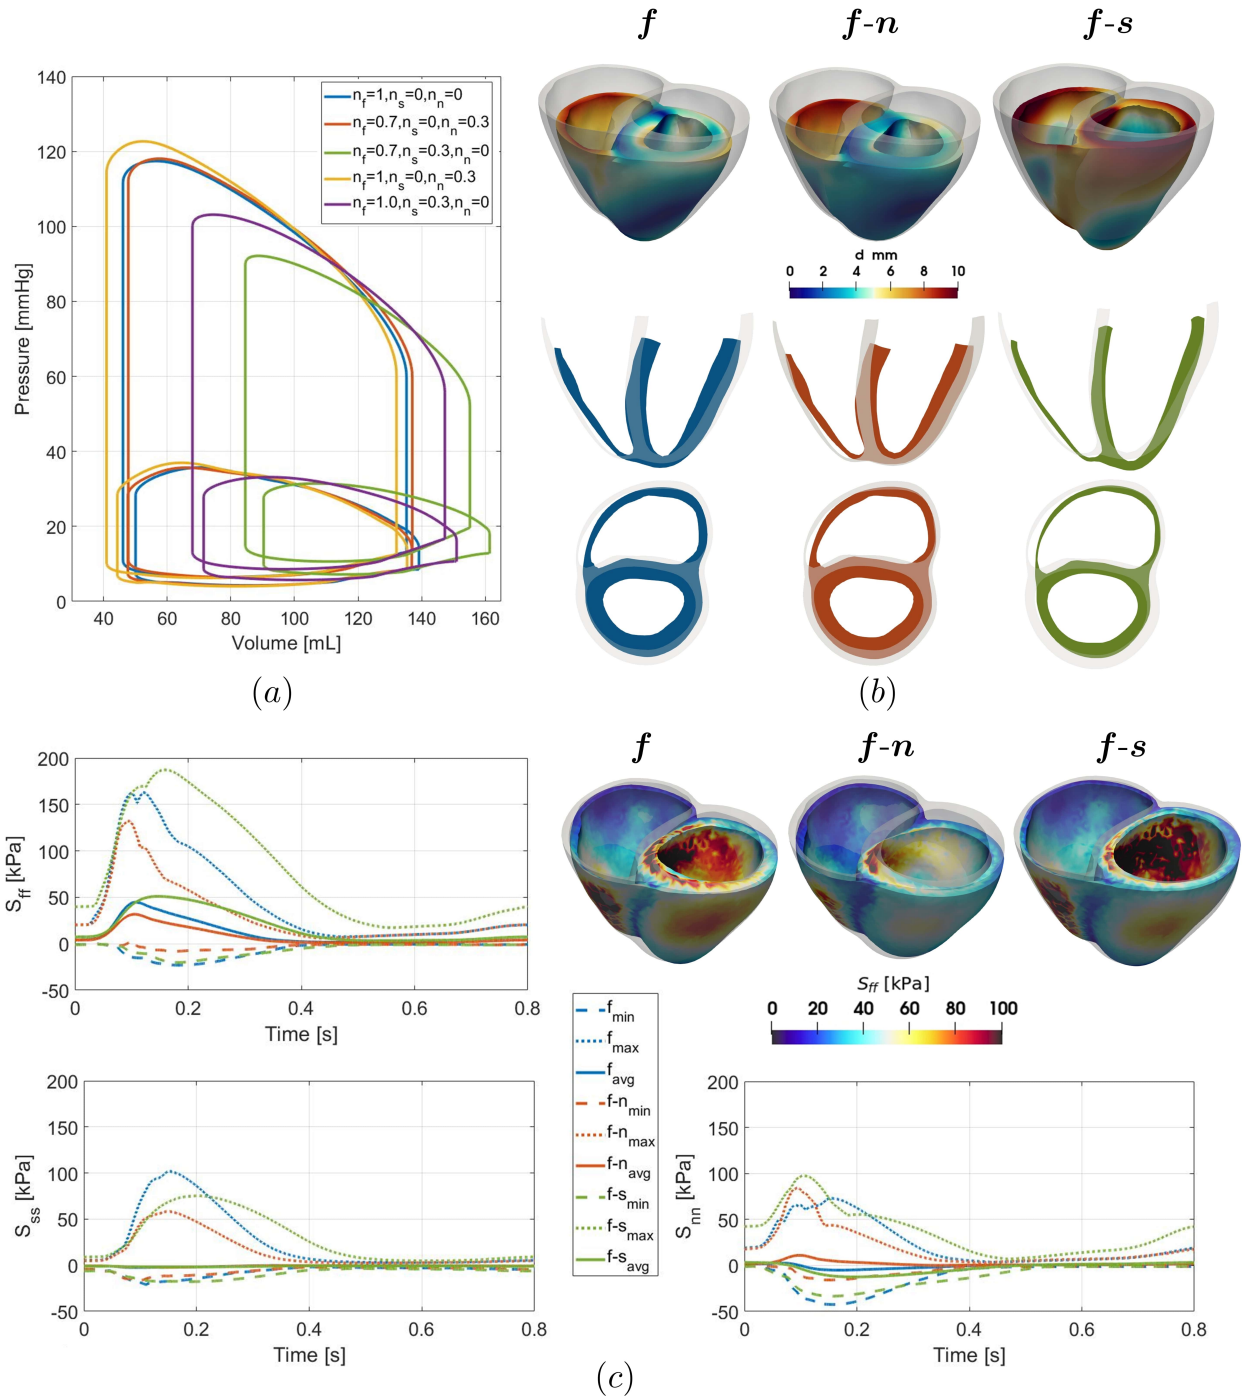 f
f-n
f-s
140
120
100
80
60
40
20
0
Pressure [mmHg]
40
60
80
100
120
140
160
Volume [mL]
n_f=1,n_s=0,n_n=0
n_f=0.7,n_s=0,n_n=0.3
n_f=0.7,n_s=0.3,n_n=0
n_f=1,n_s=0,n_n=0.3
n_f=1.0,n_s=0.3,n_n=0
d mm
0 2 4 6 8 10
(a)
(b)
200
150
100
50
0
-50
S_ff [kPa]
0 0.2 0.4 0.6 0.8
Time [s]
f
f-n
f-s
S_ff [kPa]
0 20 40 60 80 100
f_min
f_max
f_avg
f-n_min
f-n_max
f-n_avg
f-s_min
f-s_max
f-s_avg
200
150
100
50
0
-50
S_ss [kPa]
0 0.2 0.4 0.6 0.8
Time [s]
200
150
100
50
0
-50
S_nn [kPa]
0 0.2 0.4 0.6 0.8
Time [s]
(c)